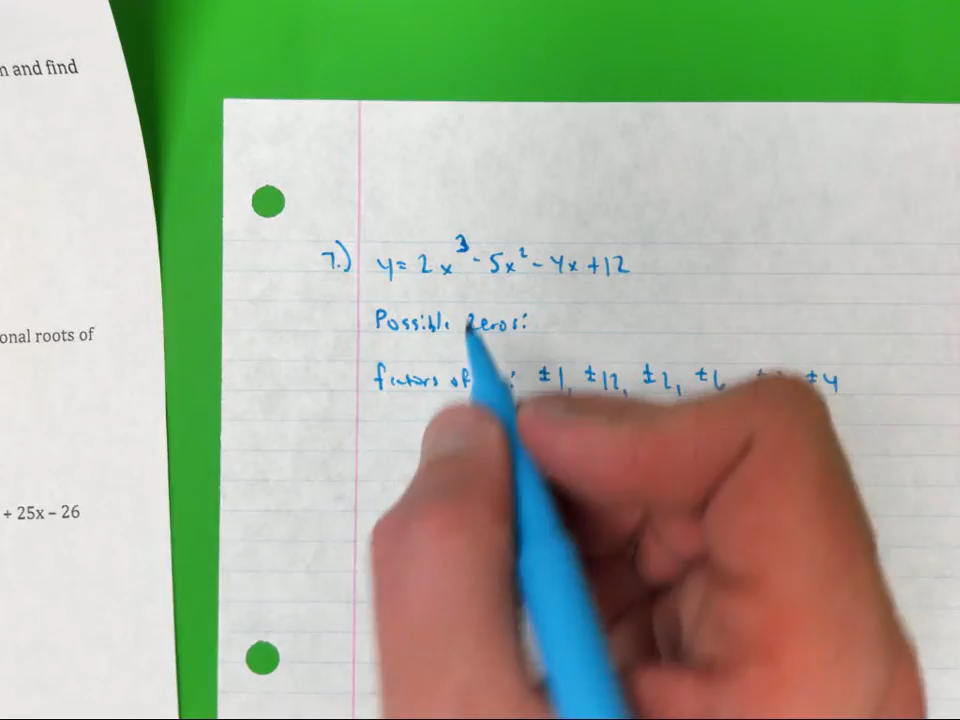 n and find
onal roots of
+ 25x – 26
7.) y = 2x³ - 5x² - 4x + 12
Possible Zeros:
factors of : ±1, ±12, ±2, ±6 ±4